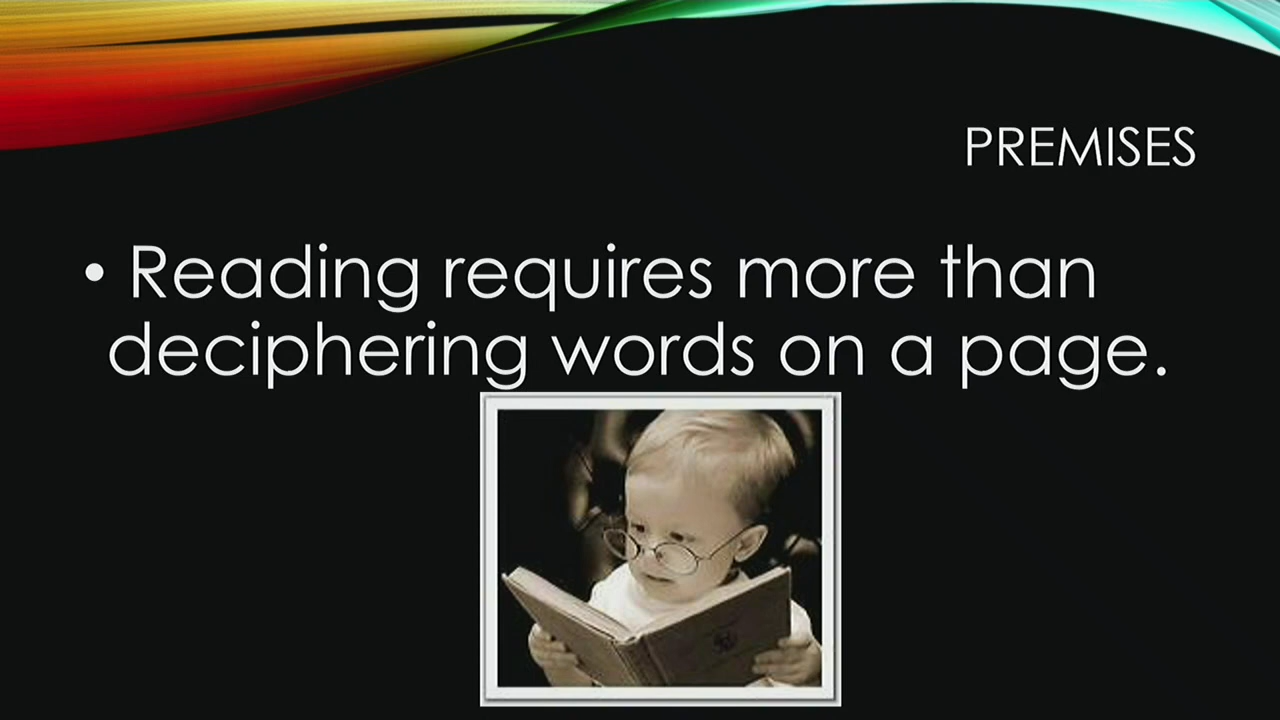 PREMISES
• Reading requires more than
deciphering words on a page.